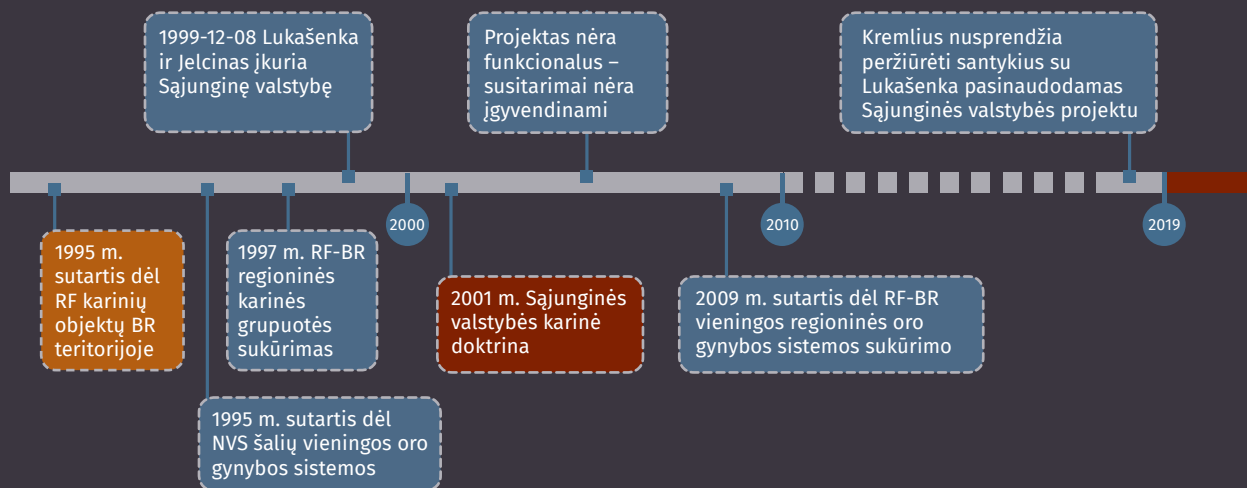 1999-12-08 Lukašenka
ir Jelcinas įkuria
Sąjunginę valstybę
Projektas nėra
funkcionalus –
susitarimai nėra
įgyvendinami
Kremlius nusprendžia
peržiūrėti santykius su
Lukašenka pasinaudodamas
Sąjunginės valstybės projektu
2000
2010
2019
1995 m.
sutartis dėl
RF karinių
objektų BR
teritorijoje
1997 m. RF-BR
regioninės
karinės
grupuotės
sukūrimas
2001 m. Sąjunginės
valstybės karinė
doktrina
2009 m. sutartis dėl RF-BR
vieningos regioninės oro
gynybos sistemos sukūrimo
1995 m. sutartis dėl
NVS šalių vieningos oro
gynybos sistemos